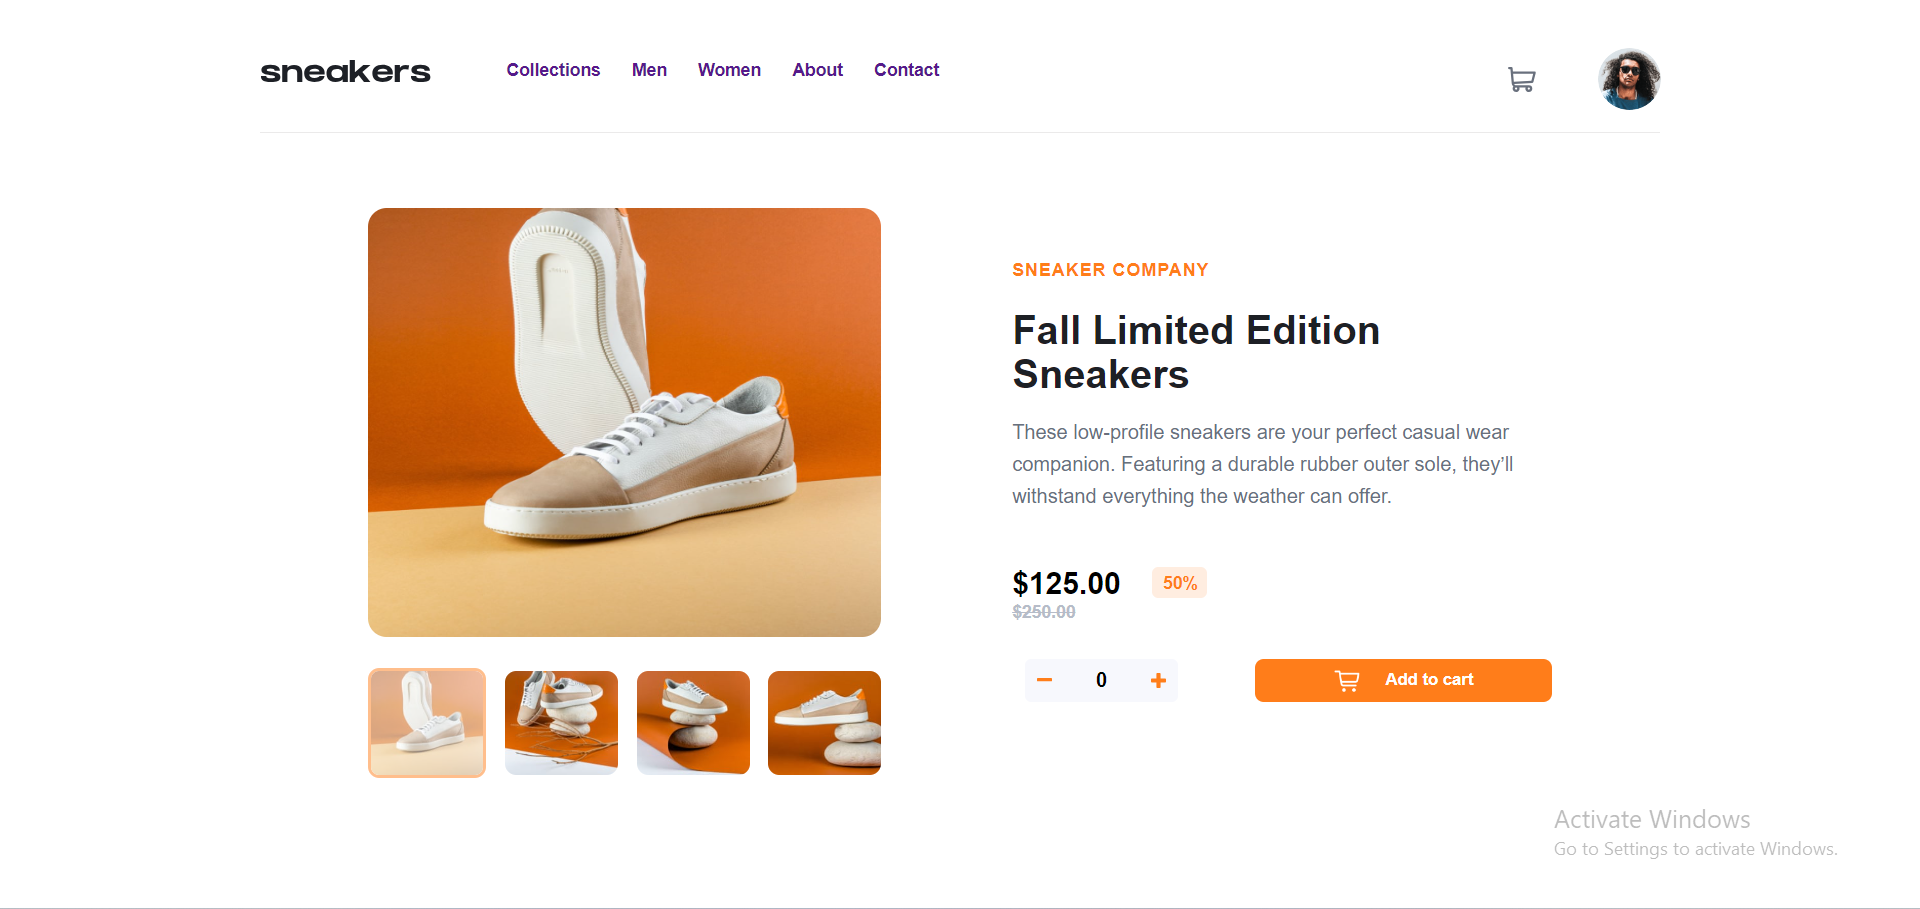 sneakers
Collections Men Women About Contact
SNEAKER COMPANY
Fall Limited Edition
Sneakers
These low-profile sneakers are your perfect casual wear
companion. Featuring a durable rubber outer sole, they’ll
withstand everything the weather can offer.
$125.00 50%
$250.00
0
Add to cart
Activate Windows
Go to Settings to activate Windows.